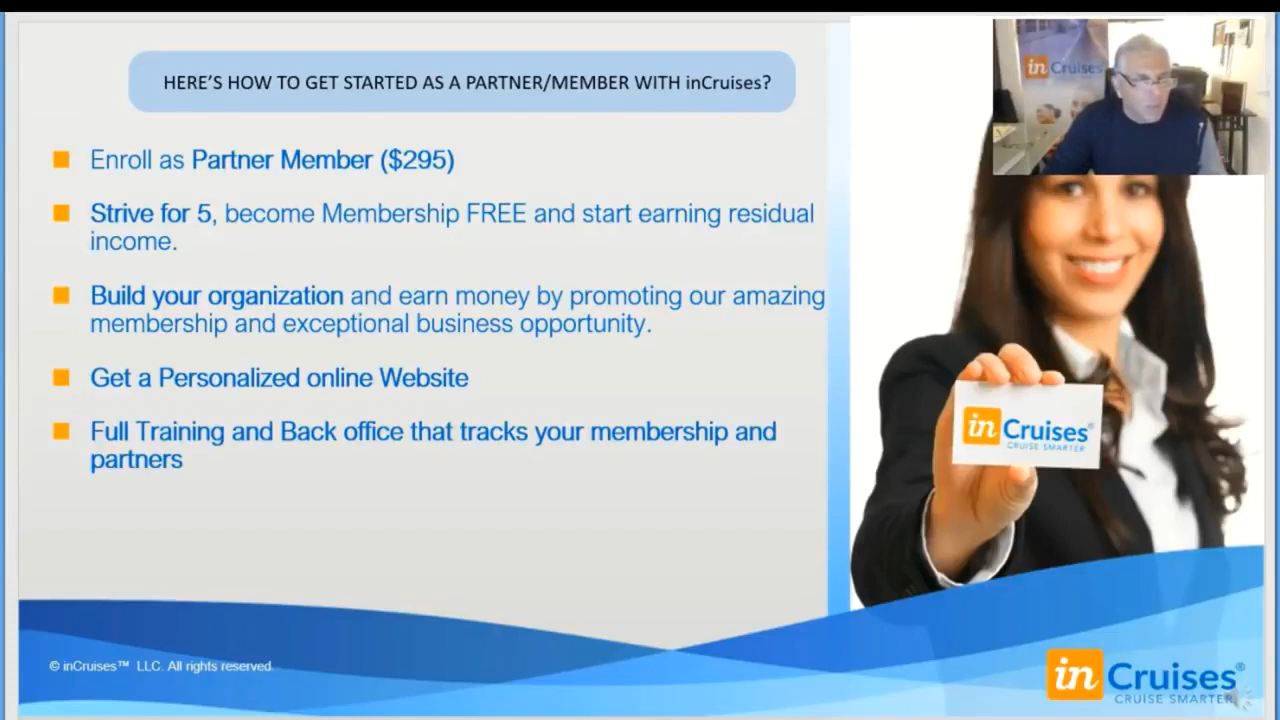 HERE'S HOW TO GET STARTED AS A PARTNER/MEMBER WITH inCruises?
in Cruises
Enroll as Partner Member ($295)
Strive for 5, become Membership FREE and start earning residual
income.
Build your organization and earn money by promoting our amazing
membership and exceptional business opportunity.
Get a Personalized online Website
Full Training and Back office that tracks your membership and
partners
in Cruises®
CRUISE SMARTER
© inCruises™ LLC. All rights reserved.
in Cruises®
CRUISE SMARTER